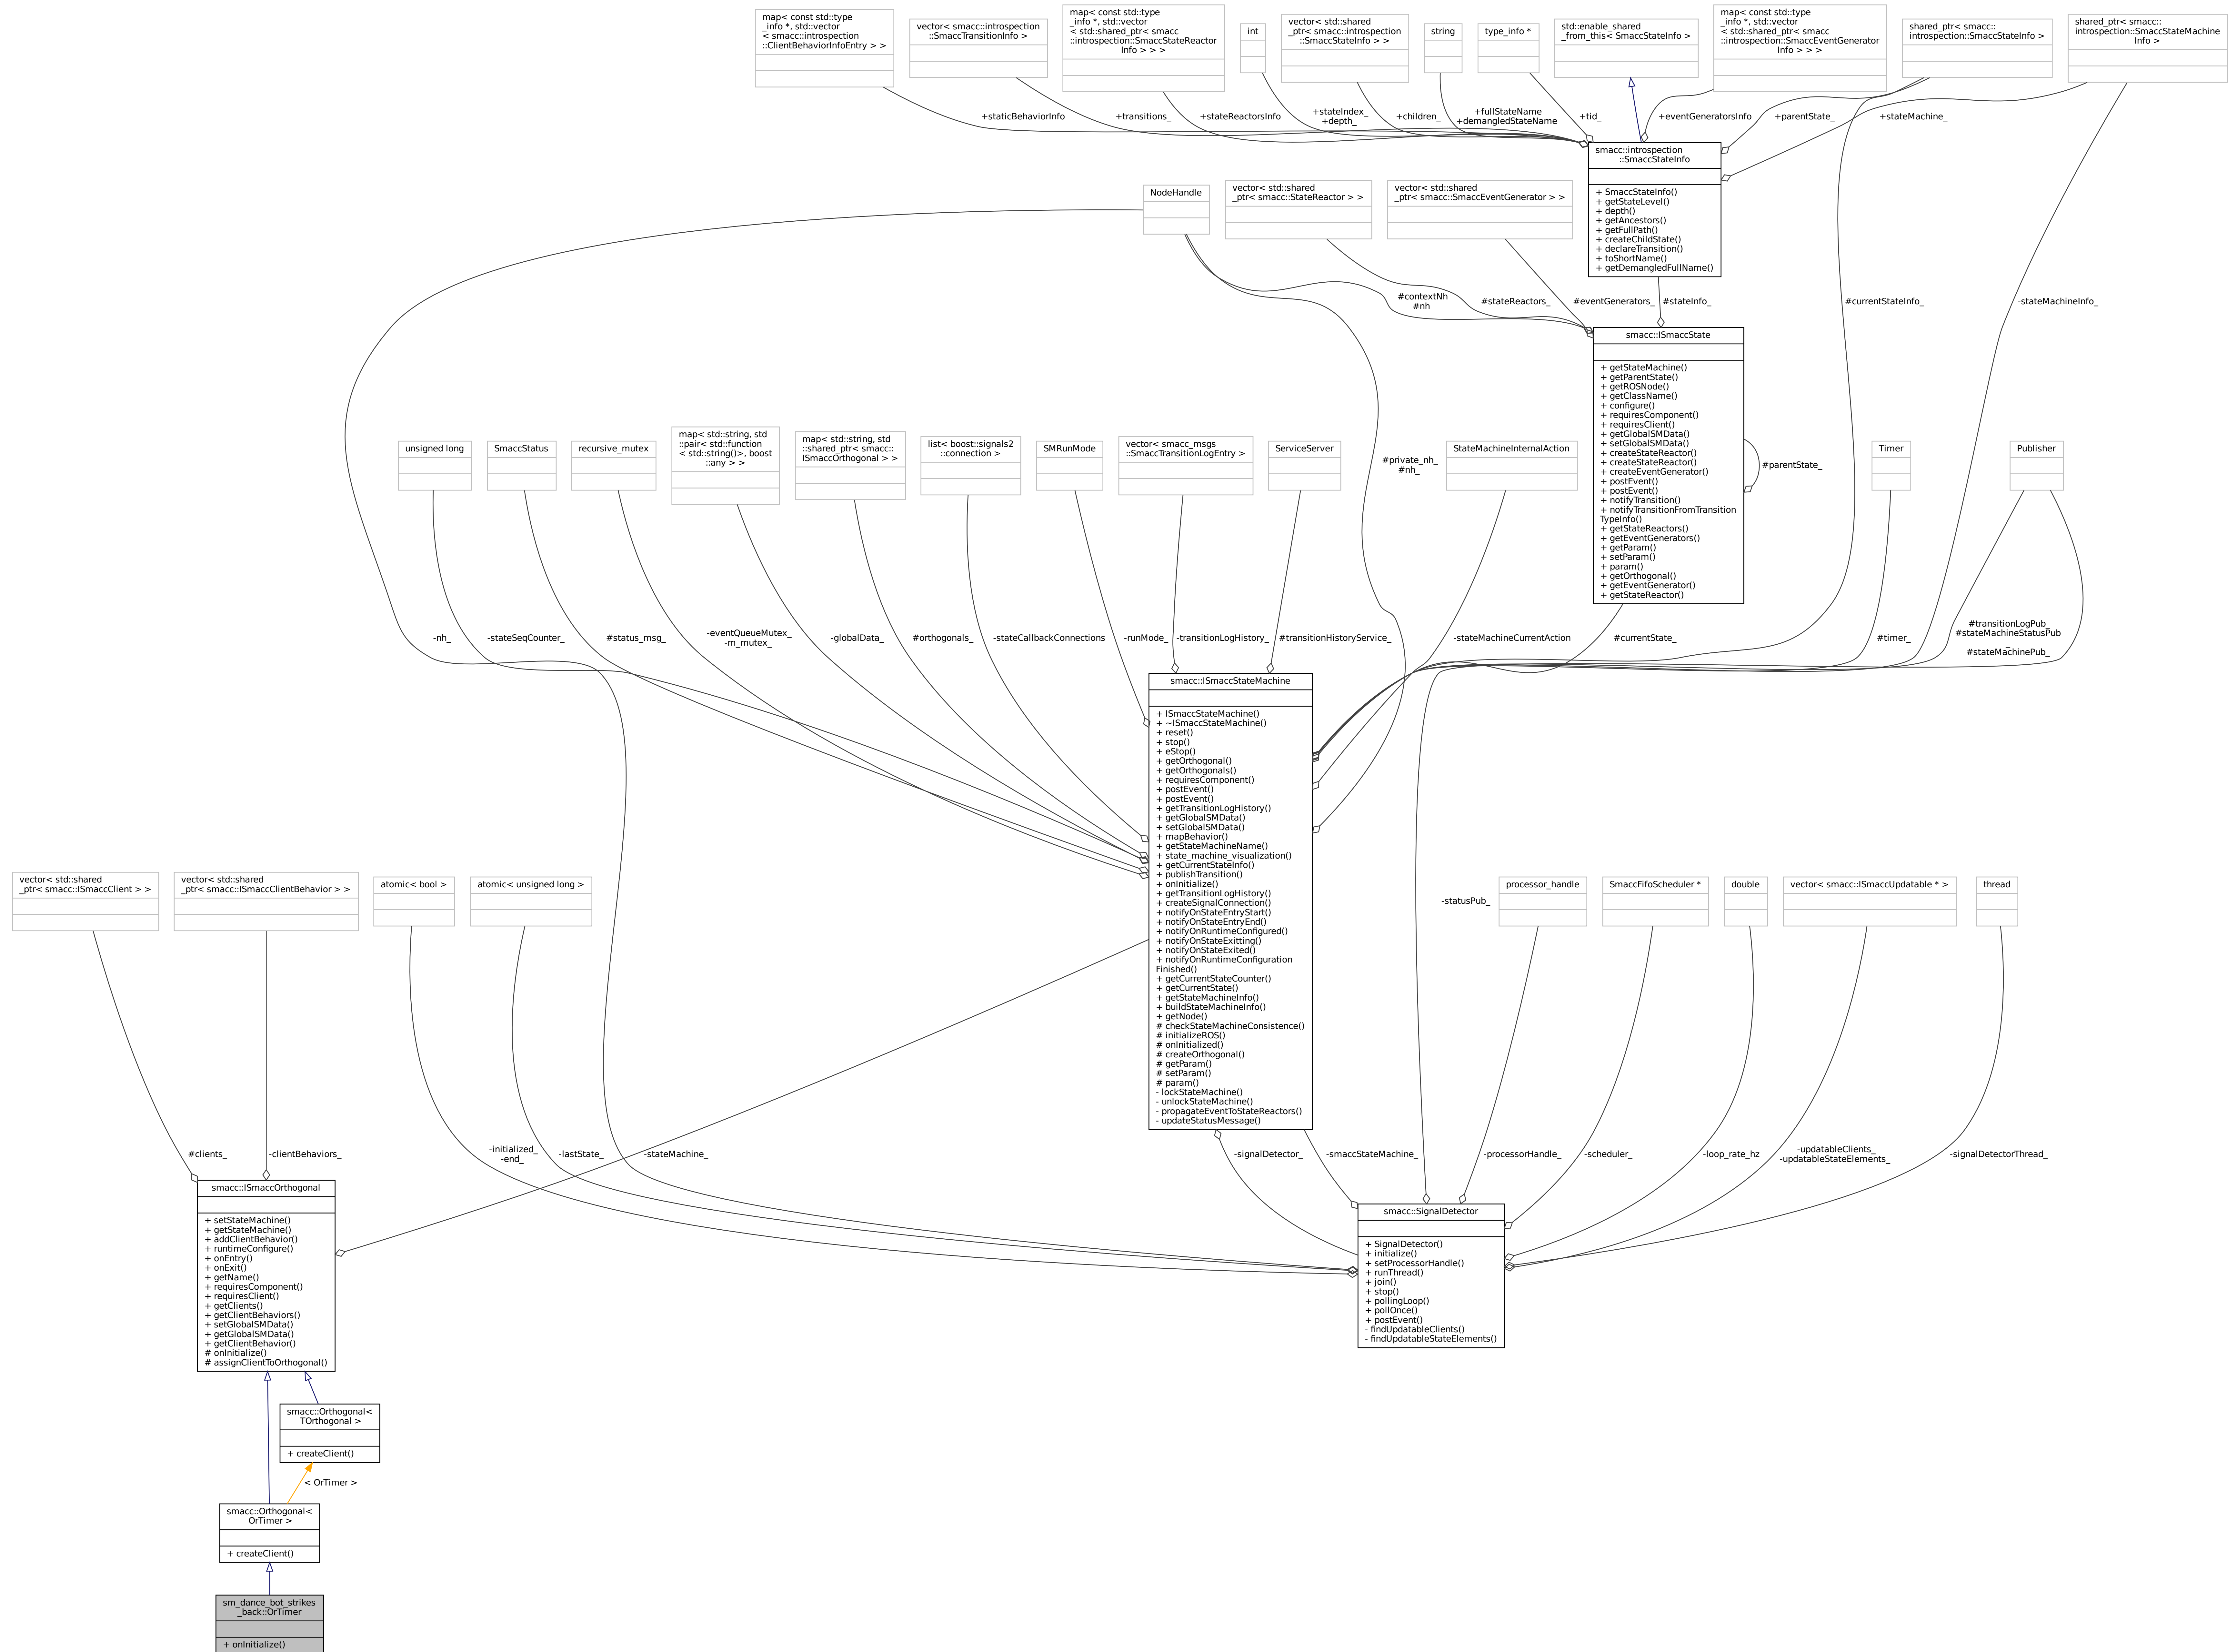 map< const std::type
_info *, std::vector
< smacc::introspection
::ClientBehaviorInfoEntry > >
vector< smacc::introspection
::SmaccTransitionInfo >
map< const std::type
_info *, std::vector
< std::shared_ptr< smacc
::introspection::SmaccStateReactor
Info > > >
int
vector< std::shared
_ptr< smacc::introspection
::SmaccStateInfo > >
string
type_info *
std::enable_shared
_from_this< SmaccStateInfo >
map< const std::type
_info *, std::vector
< std::shared_ptr< smacc
::introspection::SmaccEventGenerator
Info > > >
shared_ptr< smacc::
introspection::SmaccStateInfo >
shared_ptr< smacc::
introspection::SmaccStateMachine
Info >
+staticBehaviorInfo
+transitions_
+stateReactorsInfo
+stateIndex_
+depth_
+children_
+fullStateName
+demangledStateName
+tid_
+eventGeneratorsInfo
+parentState_
+stateMachine_
smacc::introspection
::SmaccStateInfo
+ SmaccStateInfo()
+ getStateLevel()
+ depth()
+ getAncestors()
+ getFullPath()
+ createChildState()
+ declareTransition()
+ toShortName()
+ getDemangledFullName()
NodeHandle
vector< std::shared
_ptr< smacc::StateReactor > >
vector< std::shared
_ptr< smacc::SmaccEventGenerator > >
#contextNh
#nh
#stateReactors_
#eventGenerators_
#stateInfo_
#currentStateInfo_
-stateMachineInfo_
smacc::ISmaccState
+ getStateMachine()
+ getParentState()
+ getROSNode()
+ getClassName()
+ configure()
+ requiresComponent()
+ requiresClient()
+ getGlobalSMData()
+ setGlobalSMData()
+ createStateReactor()
+ createStateReactor()
+ createEventGenerator()
+ postEvent()
+ postEvent()
+ notifyTransition()
+ notifyTransitionFromTransition
TypeInfo()
+ getStateReactors()
+ getEventGenerators()
+ getParam()
+ setParam()
+ param()
+ getOrthogonal()
+ getEventGenerator()
+ getStateReactor()
#parentState_
unsigned long
SmaccStatus
recursive_mutex
map< std::string, std
::pair< std::function
< std::string()>, boost
::any > >
map< std::string, std
::shared_ptr< smacc::
ISmaccOrthogonal > >
list< boost::signals2
::connection >
SMRunMode
vector< smacc_msgs
::SmaccTransitionLogEntry >
ServiceServer
#private_nh_
#nh_
StateMachineInternalAction
Timer
Publisher
-nh_
-stateSeqCounter_
#status_msg_
-eventQueueMutex_
-m_mutex_
-globalData_
#orthogonals_
-stateCallbackConnections
-runMode_
-transitionLogHistory_
#transitionHistoryService_
-stateMachineCurrentAction
#currentState_
#timer_
#transitionLogPub_
#stateMachineStatusPub
_
#stateMachinePub_
smacc::ISmaccStateMachine
+ ISmaccStateMachine()
+ ~ISmaccStateMachine()
+ reset()
+ stop()
+ eStop()
+ getOrthogonal()
+ getOrthogonals()
+ requiresComponent()
+ postEvent()
+ postEvent()
+ getTransitionLogHistory()
+ getGlobalSMData()
+ setGlobalSMData()
+ mapBehavior()
+ getStateMachineName()
+ state_machine_visualization()
+ getCurrentStateInfo()
+ publishTransition()
+ onInitialize()
+ getTransitionLogHistory()
+ createSignalConnection()
+ notifyOnStateEntryStart()
+ notifyOnStateEntryEnd()
+ notifyOnRuntimeConfigured()
+ notifyOnStateExitting()
+ notifyOnStateExited()
+ notifyOnRuntimeConfiguration
Finished()
+ getCurrentStateCounter()
+ getCurrentState()
+ getStateMachineInfo()
+ buildStateMachineInfo()
+ getNode()
# checkStateMachineConsistence()
# initializeROS()
# onInitialized()
# createOrthogonal()
# getParam()
# setParam()
# param()
- lockStateMachine()
- unlockStateMachine()
- propagateEventToStateReactors()
- updateStatusMessage()
vector< std::shared
_ptr< smacc::ISmaccClient > >
vector< std::shared
_ptr< smacc::ISmaccClientBehavior > >
atomic< bool >
atomic< unsigned long >
-statusPub_
processor_handle
SmaccFifoScheduler *
double
vector< smacc::ISmaccUpdatable * >
thread
#clients_
-clientBehaviors_
-initialized_
-end_
-lastState_
-stateMachine_
-signalDetector_
-smaccStateMachine_
-processorHandle_
-scheduler_
-loop_rate_hz
-updatableClients_
-updatableStateElements_
-signalDetectorThread_
smacc::ISmaccOrthogonal
+ setStateMachine()
+ getStateMachine()
+ addClientBehavior()
+ runtimeConfigure()
+ onEntry()
+ onExit()
+ getName()
+ requiresComponent()
+ requiresClient()
+ getClients()
+ getClientBehaviors()
+ setGlobalSMData()
+ getGlobalSMData()
+ getClientBehavior()
# onInitialize()
# assignClientToOrthogonal()
smacc::SignalDetector
+ SignalDetector()
+ initialize()
+ setProcessorHandle()
+ runThread()
+ join()
+ stop()
+ pollingLoop()
+ pollOnce()
+ postEvent()
- findUpdatableClients()
- findUpdatableStateElements()
smacc::Orthogonal<
TOrthogonal >
+ createClient()
< OrTimer >
smacc::Orthogonal<
OrTimer >
+ createClient()
sm_dance_bot_strikes
_back::OrTimer
+ onInitialize()